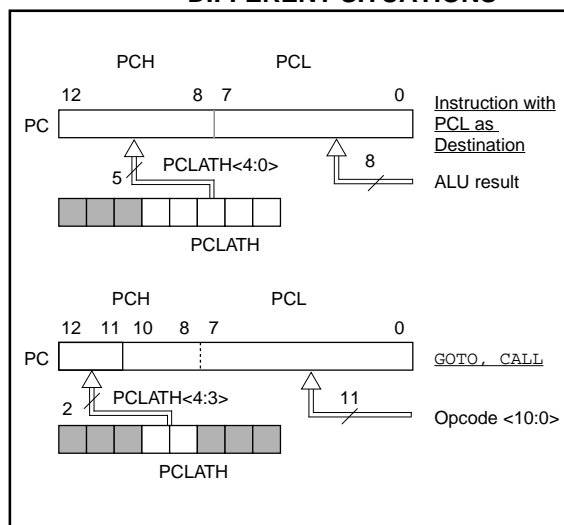 DIFFERENT SITUATIONS
PCH PCL
12 8 7 0
PC
Instruction with
PCL as
Destination
5 PCLATH<4:0> 8
ALU result
PCLATH
PCH PCL
12 11 10 8 7 0
PC GOTO, CALL
2 PCLATH<4:3> 11
Opcode <10:0>
PCLATH